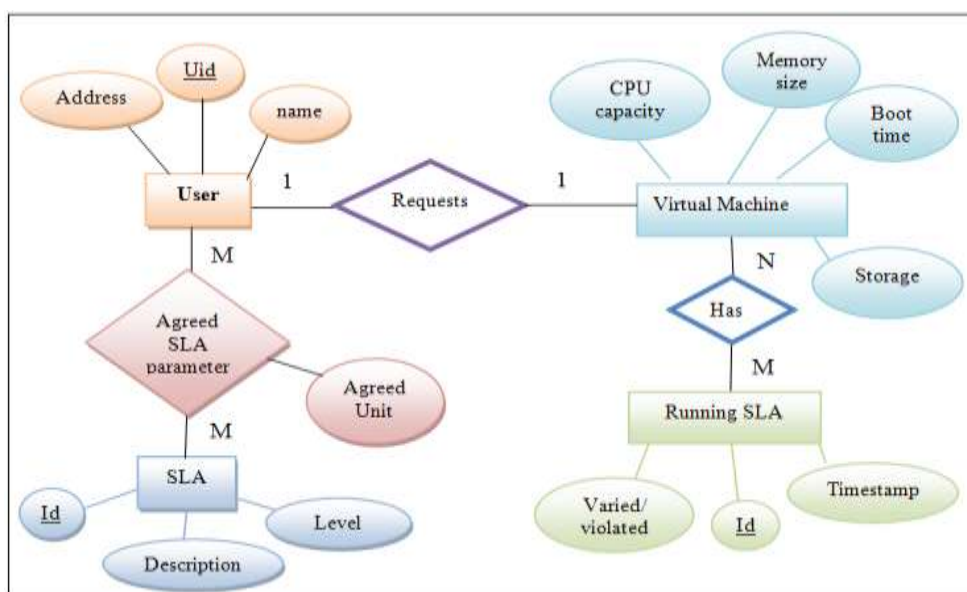 Uid
Address
name
User
1
Requests
1
CPU
capacity
Memory
size
Boot
time
Virtual Machine
Storage
M
Agreed
SLA
parameter
Agreed
Unit
M
SLA
Id
Description
Level
N
Has
M
Running SLA
Varied/
violated
Id
Timestamp